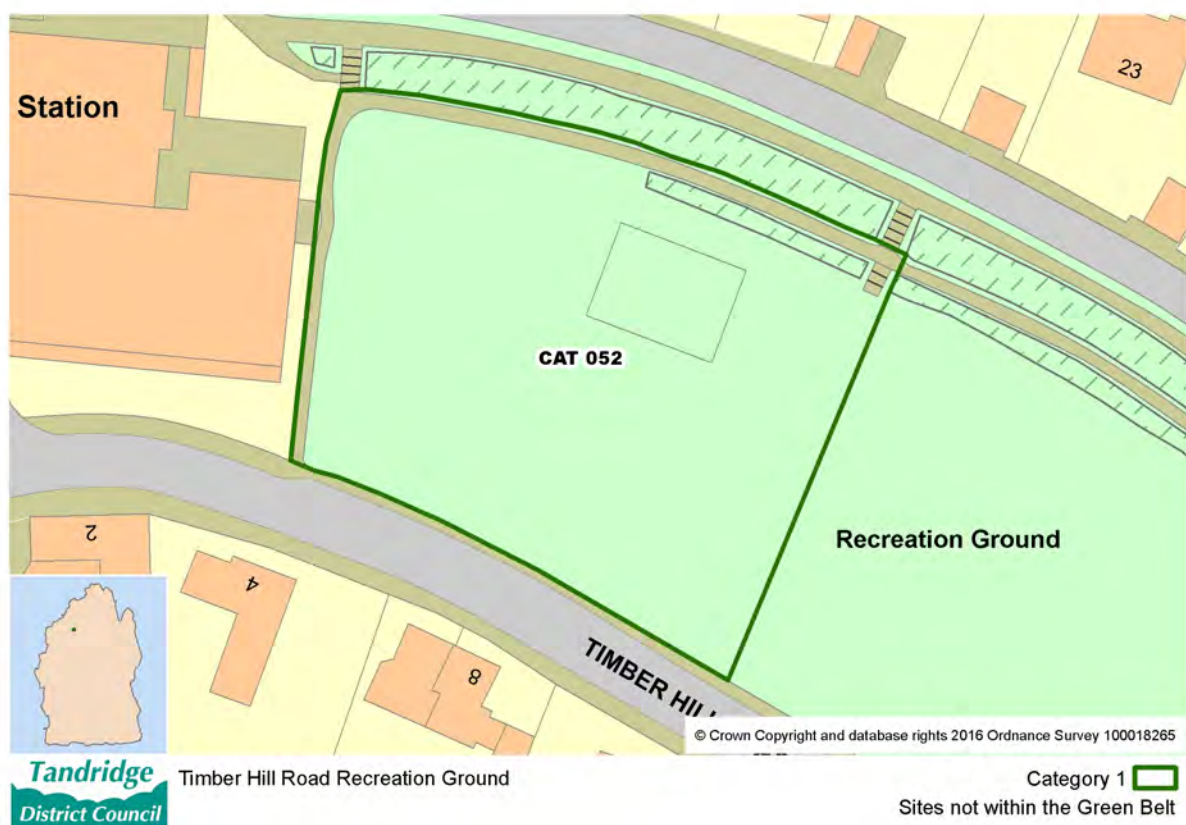 23
Station
CAT 052
Recreation Ground
2
4
8
TIMBER HILL
© Crown Copyright and database rights 2016 Ordnance Survey 100018265
Tandridge
District Council
Timber Hill Road Recreation Ground
Category 1
Sites not within the Green Belt